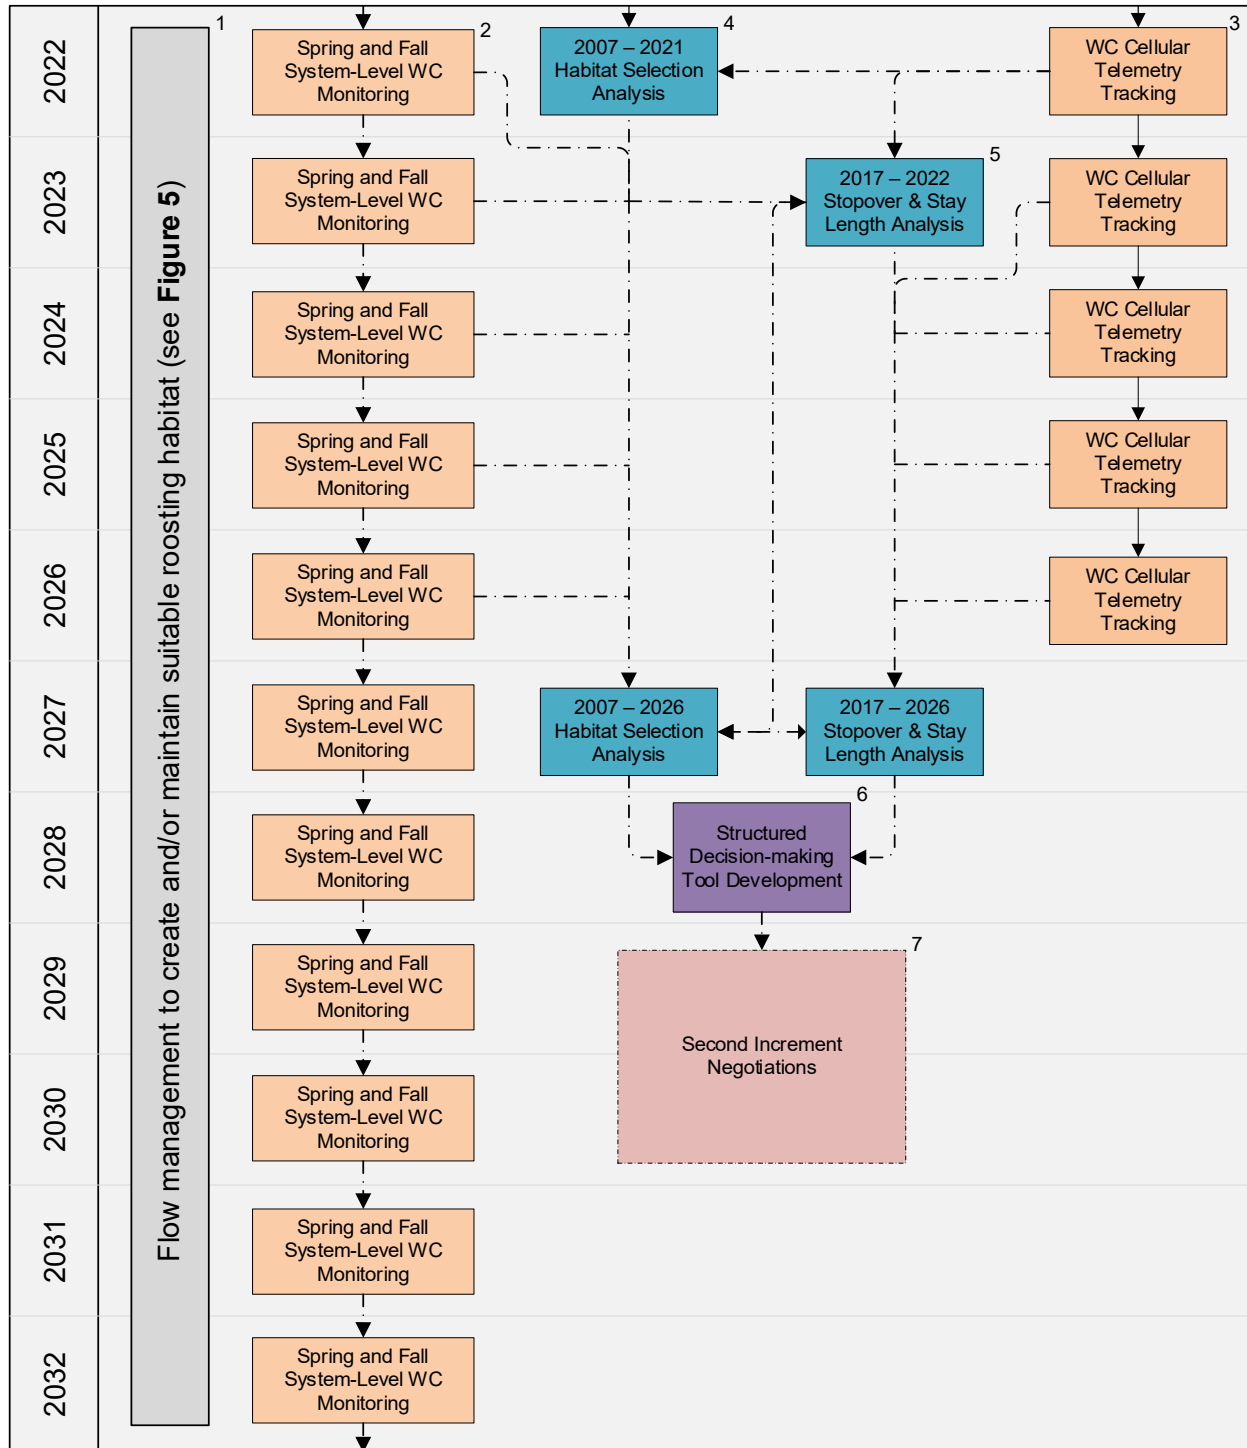 1
2
4
3
2022
Spring and Fall
System-Level WC
Monitoring
2007 – 2021
Habitat Selection
Analysis
WC Cellular
Telemetry
Tracking
Flow management to create and/or maintain suitable roosting habitat (see Figure 5)
2023
Spring and Fall
System-Level WC
Monitoring
5
2017 – 2022
Stopover & Stay
Length Analysis
WC Cellular
Telemetry
Tracking
2024
Spring and Fall
System-Level WC
Monitoring
WC Cellular
Telemetry
Tracking
2025
Spring and Fall
System-Level WC
Monitoring
WC Cellular
Telemetry
Tracking
2026
Spring and Fall
System-Level WC
Monitoring
WC Cellular
Telemetry
Tracking
2027
Spring and Fall
System-Level WC
Monitoring
2007 – 2026
Habitat Selection
Analysis
2017 – 2026
Stopover & Stay
Length Analysis
2028
Spring and Fall
System-Level WC
Monitoring
6
Structured
Decision-making
Tool Development
2029
Spring and Fall
System-Level WC
Monitoring
7
Second Increment
Negotiations
2030
Spring and Fall
System-Level WC
Monitoring
2031
Spring and Fall
System-Level WC
Monitoring
2032
Spring and Fall
System-Level WC
Monitoring